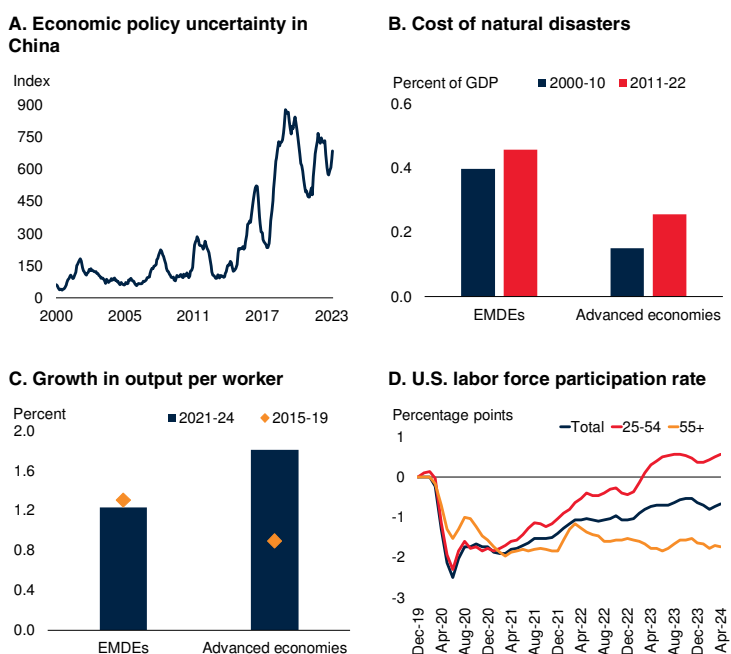 A. Economic policy uncertainty in
China
Index
900
750
600
450
300
150
0
2000 2005 2011 2017 2023
B. Cost of natural disasters
Percent of GDP
2000-10 2011-22
0.6
0.4
0.2
0.0
EMDEs Advanced economies
C. Growth in output per worker
Percent
2021-24 2015-19
2.0
1.6
1.2
0.8
0.4
0.0
EMDEs Advanced economies
D. U.S. labor force participation rate
Percentage points
Total 25-54 55+
1
0
-1
-2
-3
Dec-19
Apr-20
Aug-20
Dec-20
Apr-21
Aug-21
Dec-21
Apr-22
Aug-22
Dec-22
Apr-23
Aug-23
Dec-23
Apr-24